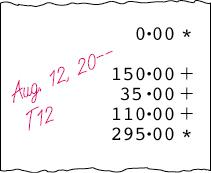 0•00 *
Aug. 12, 20--
T12
150•00 +
35•00 +
110•00 +
295•00 *